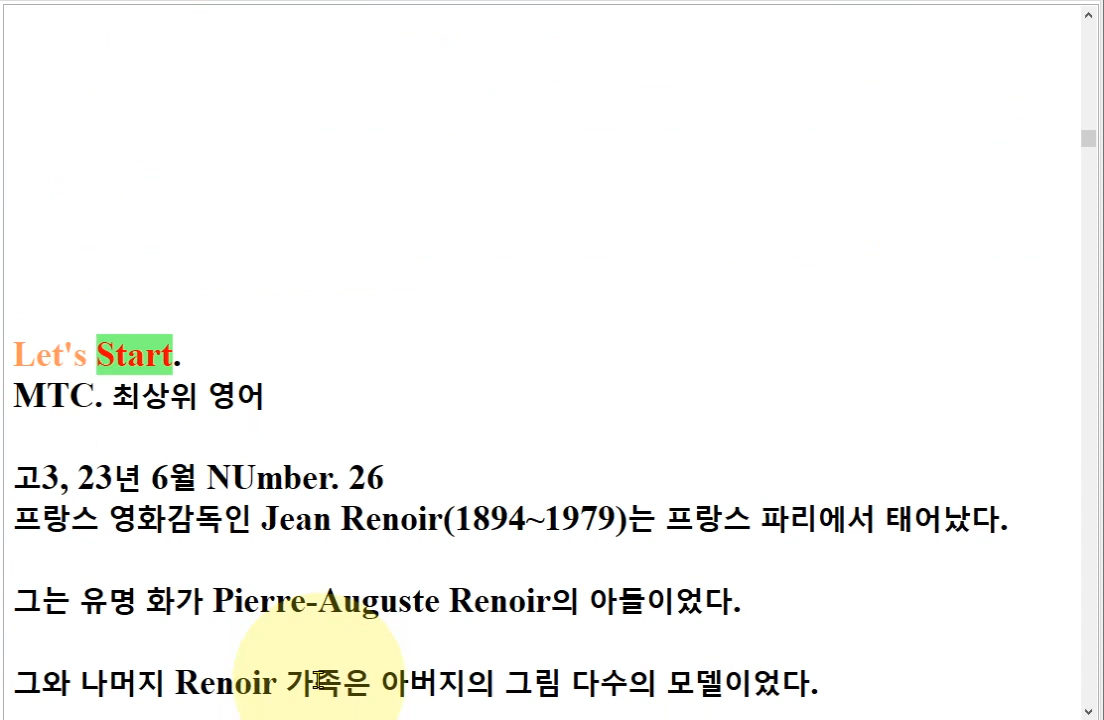 Let's Start.
MTC. 최상위 영어
고3, 23년 6월 NUmber. 26
프랑스 영화감독인 Jean Renoir(1894~1979)는 프랑스 파리에서 태어났다.
그는 유명 화가 Pierre-Auguste Renoir의 아들이었다.
그와 나머지 Renoir 가족은 아버지의 그림 다수의 모델이었다.